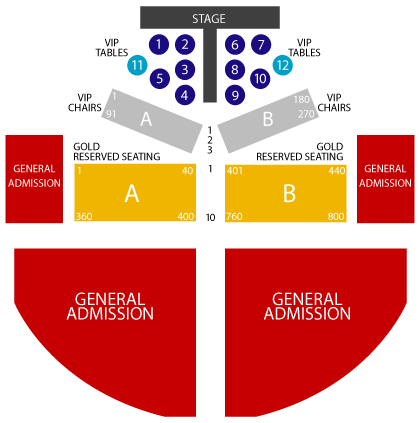 STAGE
VIP
TABLES
VIP
TABLES
1
2
6
7
11
3
8
12
5
10
4
9
VIP
CHAIRS
VIP
CHAIRS
1
91
A
B
180
270
1
2
3
GOLD
RESERVED SEATING
GOLD
RESERVED SEATING
GENERAL
ADMISSION
GENERAL
ADMISSION
1
40
A
360
400
1
10
401
440
B
760
800
GENERAL
ADMISSION
GENERAL
ADMISSION